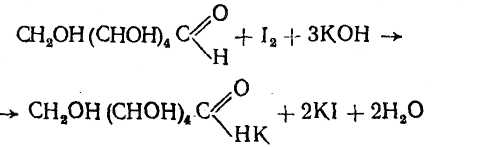 O
CH₂OH(CHOH)₄ C + I₂ + 3KOH →
H
O
→ CH₂OH(CHOH)₄ C + 2KI + 2H₂O
HK